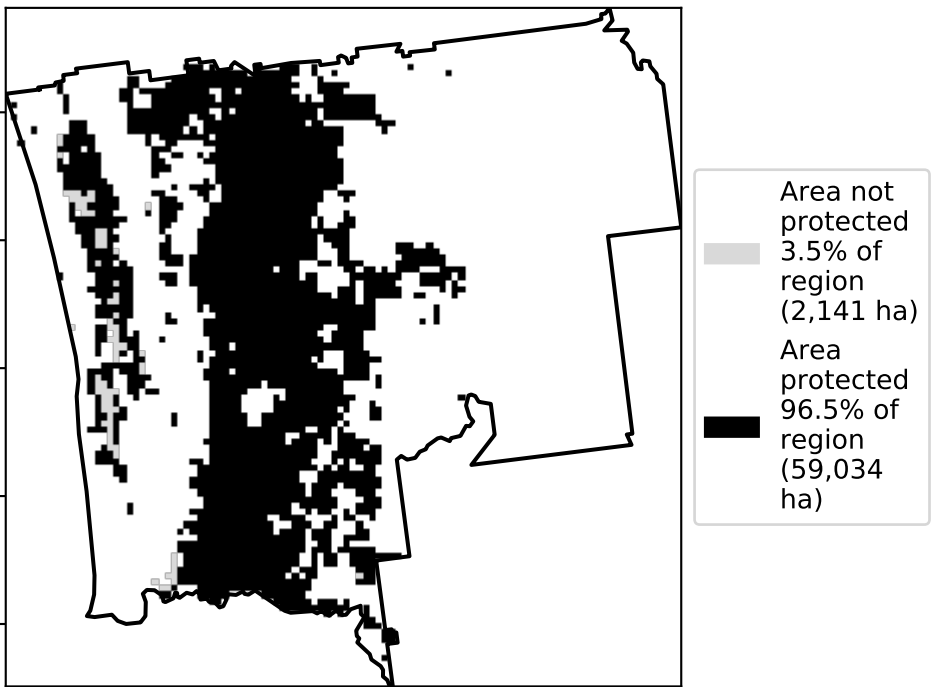 Area not
protected
3.5% of
region
(2,141 ha)
Area
protected
96.5% of
region
(59,034
ha)